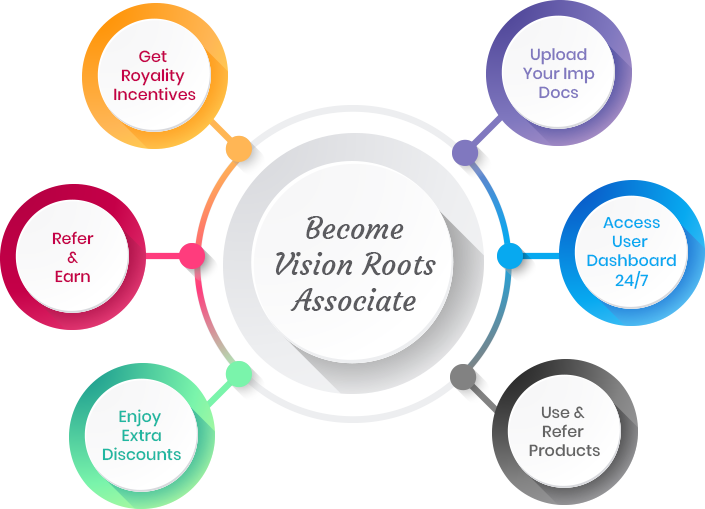 Get
Royality
Incentives
Upload
Your Imp
Docs
Refer
&
Earn
Become
Vision Roots
Associate
Access
User
Dashboard
24/7
Enjoy
Extra
Discounts
Use &
Refer
Products